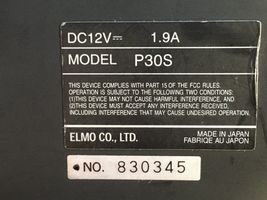 DC12V⎓ 1.9A
MODEL P30S
THIS DEVICE COMPLIES WITH PART 15 OF THE FCC RULES.
OPERATION IS SUBJECT TO THE FOLLOWING TWO CONDITIONS:
(1)THIS DEVICE MAY NOT CAUSE HARMFUL INTERFERENCE, AND
(2)THIS DEVICE MUST ACCEPT ANY INTERFERENCE RECEIVED,
INCLUDING INTERFERENCE THAT MAY CAUSE UNDESIRED OPERATION.
ELMO CO., LTD. MADE IN JAPAN
FABRIQE AU JAPON
NO. 830345